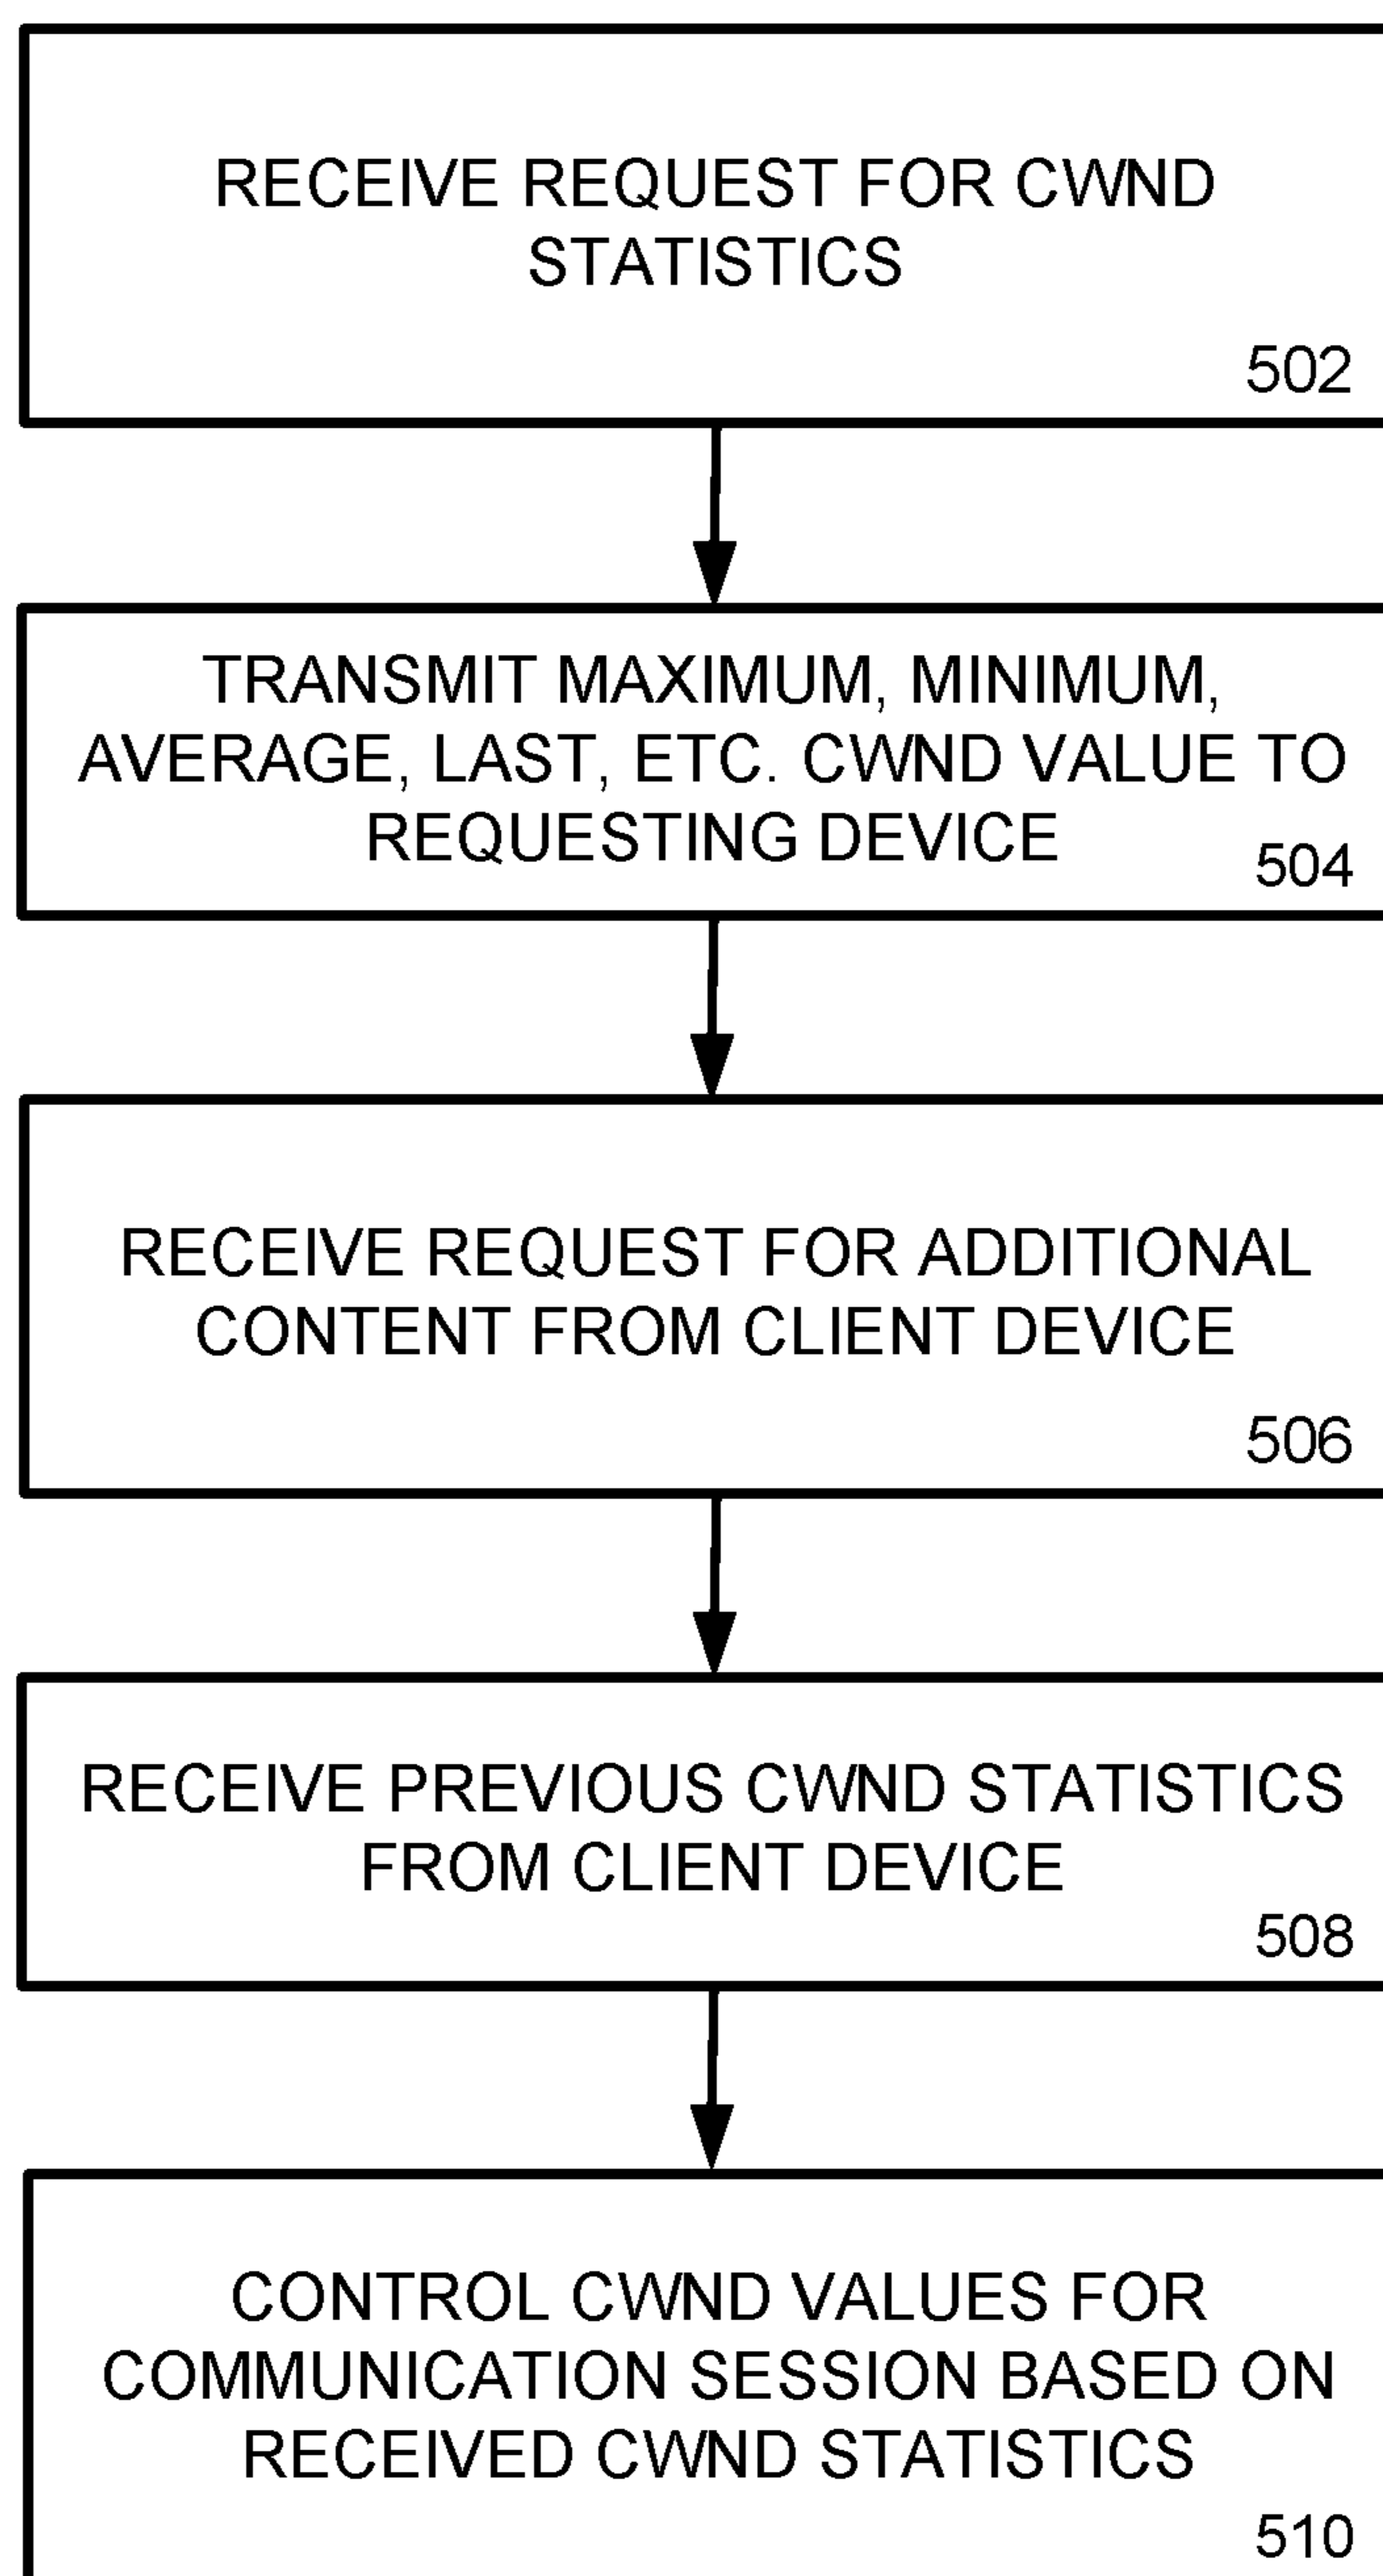 RECEIVE REQUEST FOR CWND
STATISTICS
502
TRANSMIT MAXIMUM, MINIMUM,
AVERAGE, LAST, ETC. CWND VALUE TO
REQUESTING DEVICE
504
RECEIVE REQUEST FOR ADDITIONAL
CONTENT FROM CLIENT DEVICE
506
RECEIVE PREVIOUS CWND STATISTICS
FROM CLIENT DEVICE
508
CONTROL CWND VALUES FOR
COMMUNICATION SESSION BASED ON
RECEIVED CWND STATISTICS
510